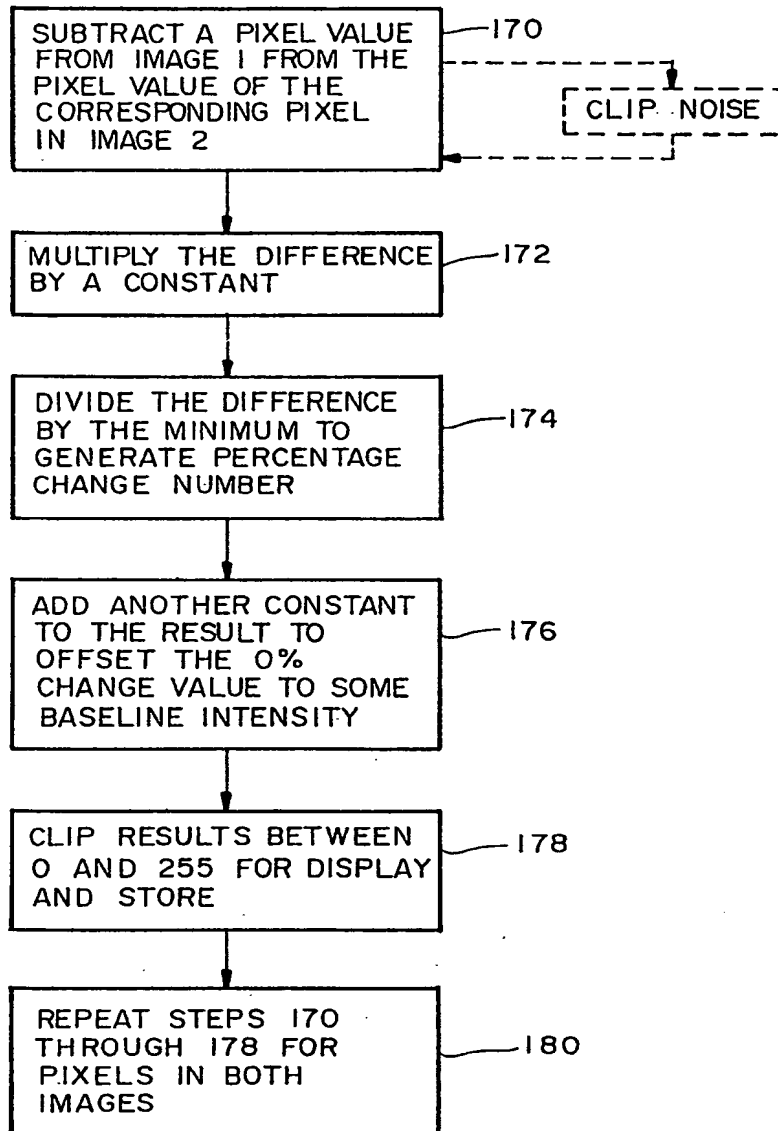 SUBTRACT A PIXEL VALUE
FROM IMAGE 1 FROM THE
PIXEL VALUE OF THE
CORRESPONDING PIXEL
IN IMAGE 2
170
CLIP NOISE
MULTIPLY THE DIFFERENCE
BY A CONSTANT
172
DIVIDE THE DIFFERENCE
BY THE MINIMUM TO
GENERATE PERCENTAGE
CHANGE NUMBER
174
ADD ANOTHER CONSTANT
TO THE RESULT TO
OFFSET THE 0%
CHANGE VALUE TO SOME
BASELINE INTENSITY
176
CLIP RESULTS BETWEEN
0 AND 255 FOR DISPLAY
AND STORE
178
REPEAT STEPS 170
THROUGH 178 FOR
PIXELS IN BOTH
IMAGES
180